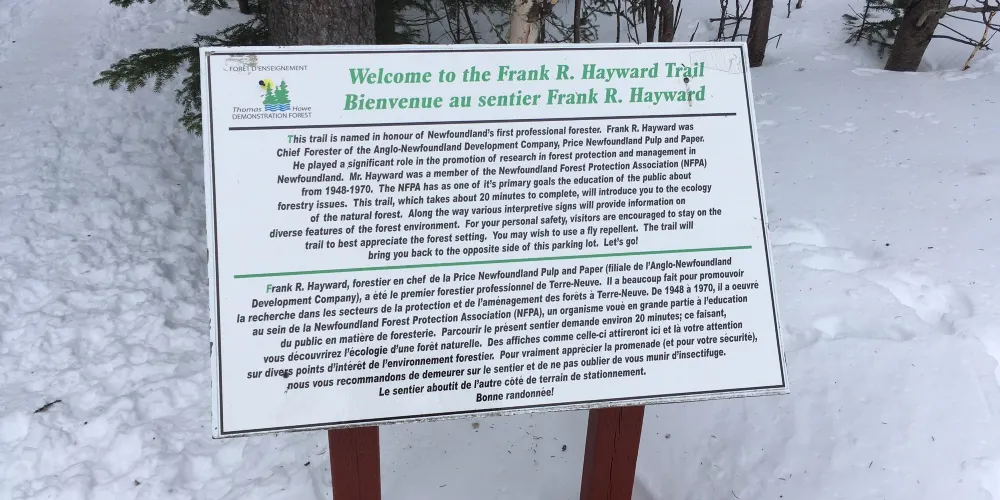 FORÊT D'ENSEIGNEMENT
Thomas Howe
DEMONSTRATION FOREST
Welcome to the Frank R. Hayward Trail
Bienvenue au sentier Frank R. Hayward
This trail is named in honour of Newfoundland's first professional forester. Frank R. Hayward was
Chief Forester of the Anglo-Newfoundland Development Company, Price Newfoundland Pulp and Paper.
He played a significant role in the promotion of research in forest protection and management in
Newfoundland. Mr. Hayward was a member of the Newfoundland Forest Protection Association (NFPA)
from 1948-1970. The NFPA has as one of it's primary goals the education of the public about
forestry issues. This trail, which takes about 20 minutes to complete, will introduce you to the ecology
of the natural forest. Along the way various interpretive signs will provide information on
diverse features of the forest environment. For your personal safety, visitors are encouraged to stay on the
trail to best appreciate the forest setting. You may wish to use a fly repellent. The trail will
bring you back to the opposite side of this parking lot. Let's go!
Frank R. Hayward, forestier en chef de la Price Newfoundland Pulp and Paper (filiale de l'Anglo-Newfoundland
Development Company), a été le premier forestier professionel de Terre-Neuve. Il a beaucoup fait pour promouvoir
la recherche dans les secteurs de la protection et de l'aménagement des forêts à Terre-Neuve. De 1948 à 1970, il a oeuvré
au sein de la Newfoundland Forest Protection Association (NFPA), un organisme voué en grande partie à l'education
du public en matière de foresterie. Parcourir le présent sentier demande environ 20 minutes; ce faisant,
vous découvrirez l'écologie d'une forêt naturelle. Des affiches comme celle-ci attireront ici et là votre attention
sur divers points d'intérêt de l'environnement forestier. Pour vraiment apprécier la promenade (et pour votre sécurité),
nous vous recommandons de demeurer sur le sentier et de ne pas oublier de vous munir d'insectifuge.
Le sentier aboutit de l'autre côté de terrain de stationnement.
Bonne randonnée!